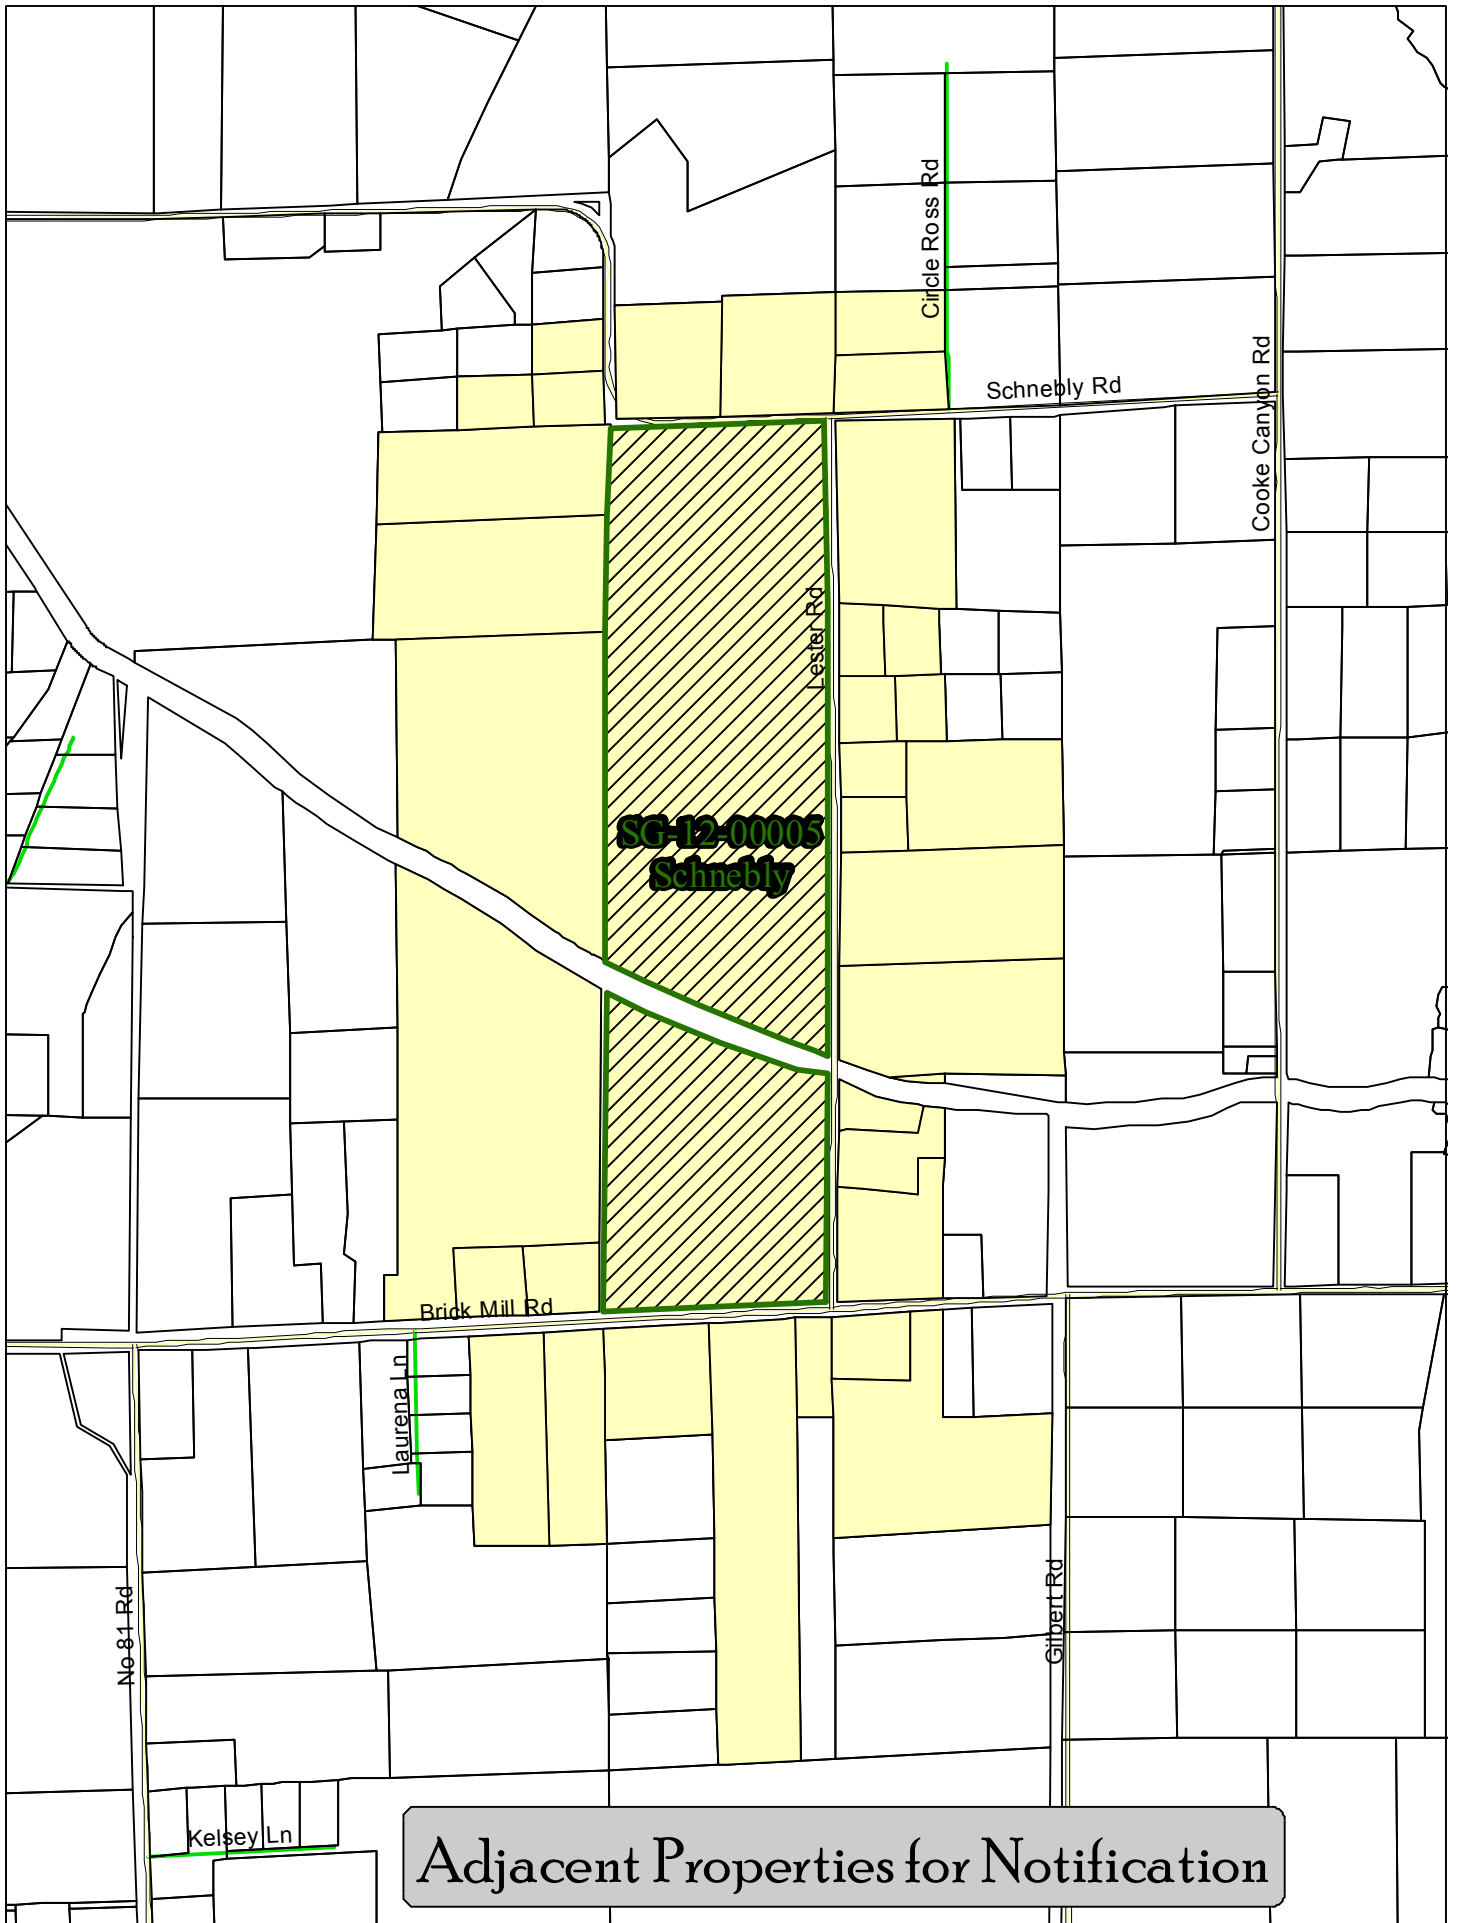 Circle Ross Rd
Schnebly Rd
Cooke Canyon Rd
Lester Rd
SG-12-00005
Schnebly
Brick Mill Rd
Laurena Ln
No 81 Rd
Gilbert Rd
Kelsey Ln
Adjacent Properties for Notification